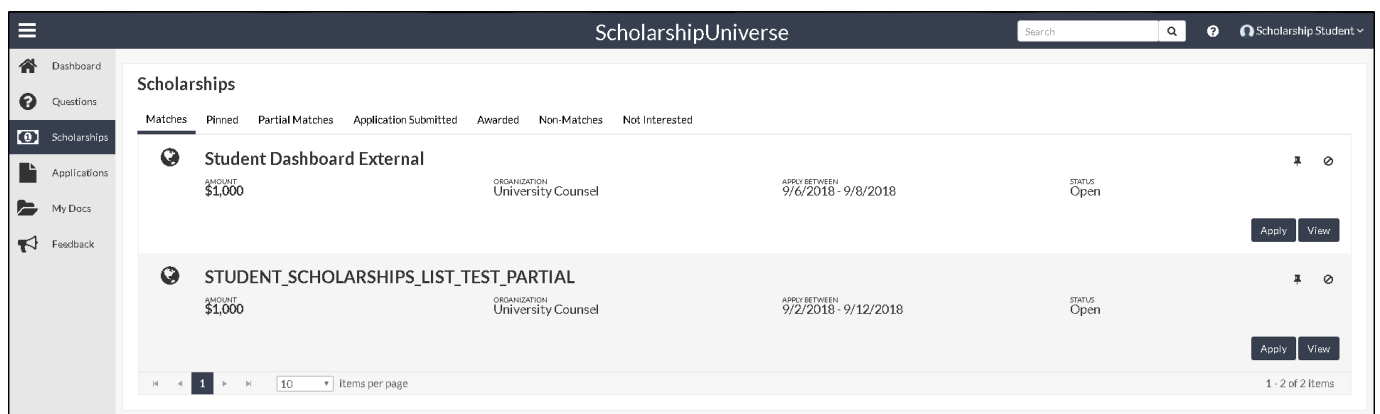 ScholarshipUniverse Search Scholarship Student
Dashboard
Questions
Scholarships
Applications
My Docs
Feedback
Scholarships
Matches Pinned Partial Matches Application Submitted Awarded Non-Matches Not Interested
Student Dashboard External
AMOUNT ORGANIZATION APPLY BETWEEN STATUS
$1,000 University Counsel 9/6/2018 - 9/8/2018 Open
Apply View
STUDENT_SCHOLARSHIPS_LIST_TEST_PARTIAL
AMOUNT ORGANIZATION APPLY BETWEEN STATUS
$1,000 University Counsel 9/2/2018 - 9/12/2018 Open
Apply View
1 10 items per page 1 - 2 of 2 items